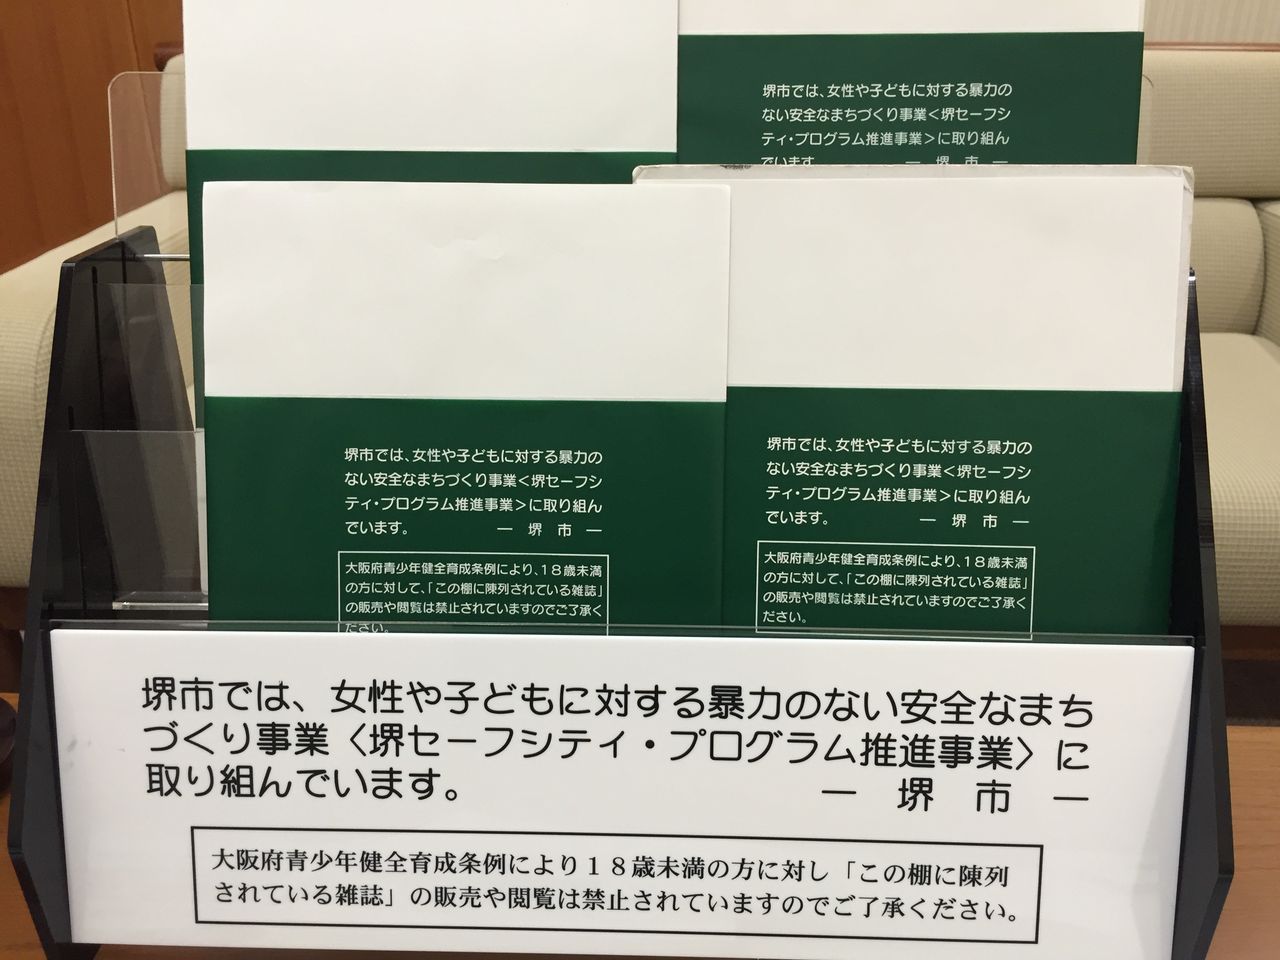 堺市では、女性や子どもに対する暴力の
ない安全なまちづくり事業＜堺セーフシ
ティ・プログラム推進事業＞に取り組ん
でいます。　　― 堺 市 ―
堺市では、女性や子どもに対する暴力の
ない安全なまちづくり事業＜堺セーフシ
ティ・プログラム推進事業＞に取り組ん
でいます。　　― 堺 市 ―
大阪府青少年健全育成条例により、18歳未満
の方に対して、「この棚に陳列されている雑誌」
の販売や閲覧は禁止されていますのでご了承く
ださい。
堺市では、女性や子どもに対する暴力の
ない安全なまちづくり事業＜堺セーフシ
ティ・プログラム推進事業＞に取り組ん
でいます。　　― 堺 市 ―
大阪府青少年健全育成条例により、18歳未満
の方に対して、「この棚に陳列されている雑誌」
の販売や閲覧は禁止されていますのでご了承く
ださい。
堺市では、女性や子どもに対する暴力のない安全なまち
づくり事業〈堺セーフシティ・プログラム推進事業〉に
取り組んでいます。　　― 堺 市 ―
大阪府青少年健全育成条例により１８歳未満の方に対し「この棚に陳列
されている雑誌」の販売や閲覧は禁止されていますのでご了承ください。